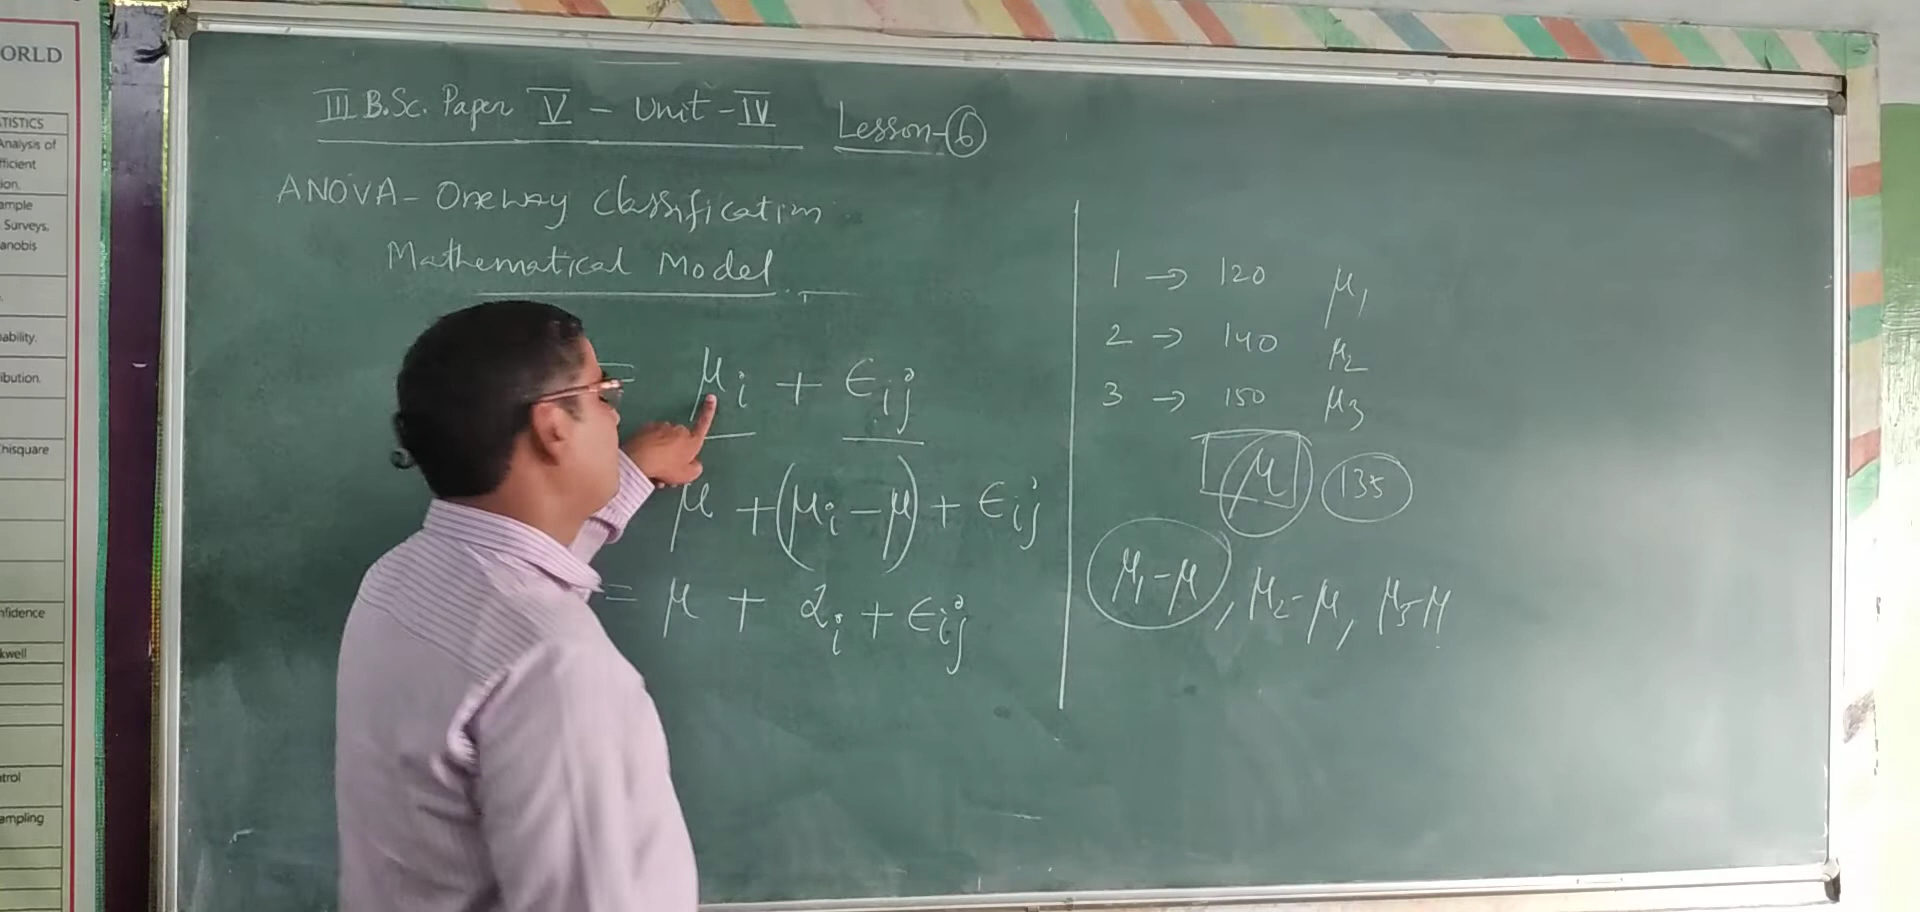 ORLD
TISTICS
Analysis of
fficient
ion.
ample
Surveys,
anobis
ability.
ibution
hisquare
nfidence
kwell
trol
ampling
III B.Sc. Paper V – Unit – IV Lesson – 6
ANOVA – Oneway classification
Mathematical Model
= μi + ϵij
μ + (μi – μ) + ϵij
= μ + αi + ϵij
1 → 120 μ1
2 → 140 μ2
3 → 150 μ3
μ 135
μ1 – μ, μ2 – μ, μ3 – μ